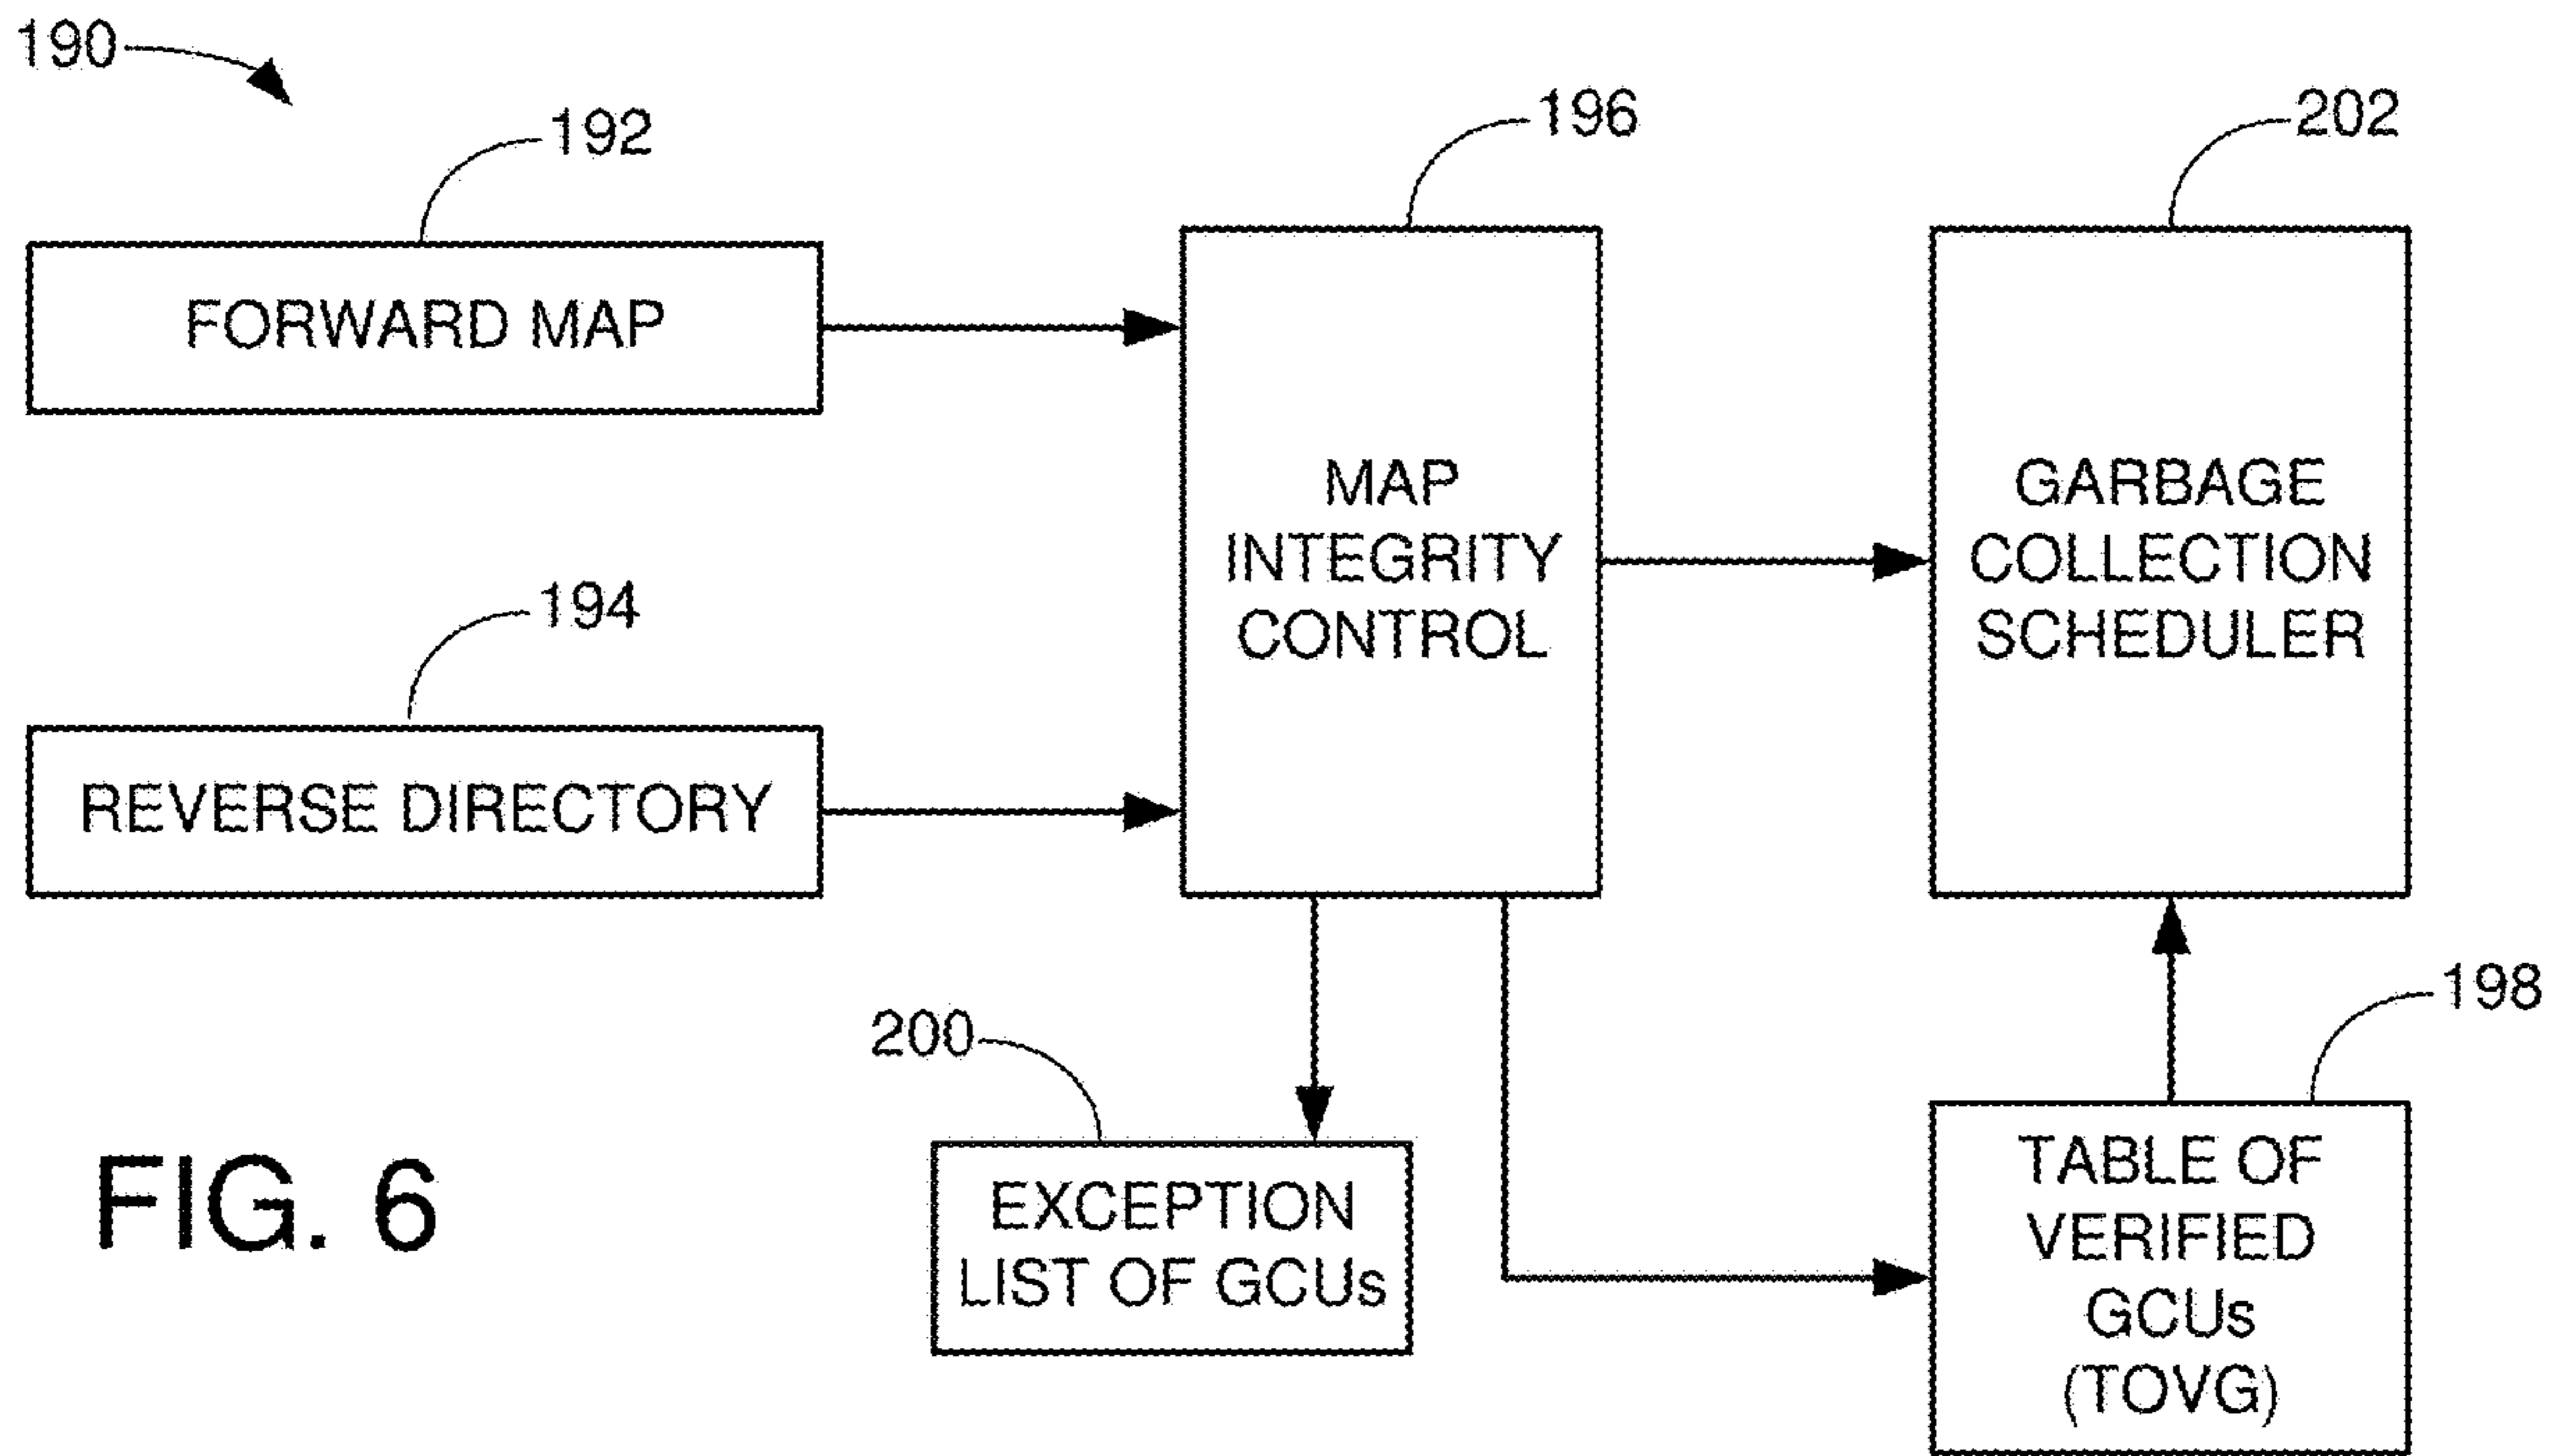 190
192
196
202
FORWARD MAP
MAP
INTEGRITY
CONTROL
GARBAGE
COLLECTION
SCHEDULER
194
REVERSE DIRECTORY
198
200
EXCEPTION
LIST OF GCUs
TABLE OF
VERIFIED
GCUs
(TOVG)
FIG. 6